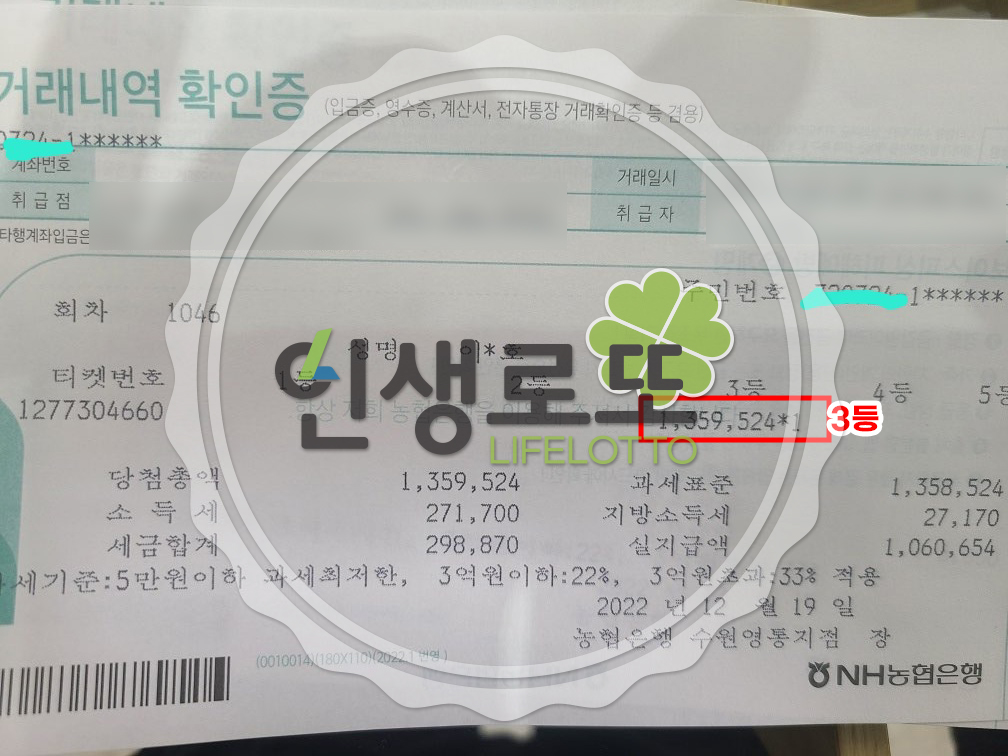 거래내역 확인증 (입금증, 영수증, 계산서, 전자통장 거래확인증 등 겸용)
-1******
계좌번호 거래일시
취급점 취급자
타행계좌입금은
회차 1046 주민번호 -1******
성명 이*호
티켓번호 1등 2등 3등 4등 5등
1277304660 1,359,524*1 3등
인생로또
LIFELOTTO
당첨총액 1,359,524 과세표준 1,358,524
소 득 세 271,700 지방소득세 27,170
세금합계 298,870 실지급액 1,060,654
세기준:5만원이하 과세최저한, 3억원이하:22%, 3억원초과:33% 적용
2022 년 12 월 19 일
농협은행 수원영통지점 장
(0010014)(180X110)(2022.1 번영)
NH농협은행